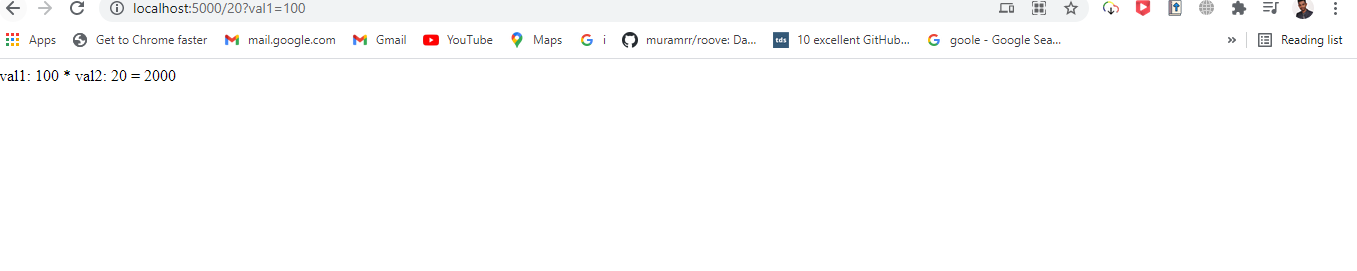 localhost:5000/20?val1=100
Apps Get to Chrome faster mail.google.com Gmail YouTube Maps i muramrr/roove: Da... tds 10 excellent GitHub... goole - Google Sea... » Reading list
val1: 100 * val2: 20 = 2000